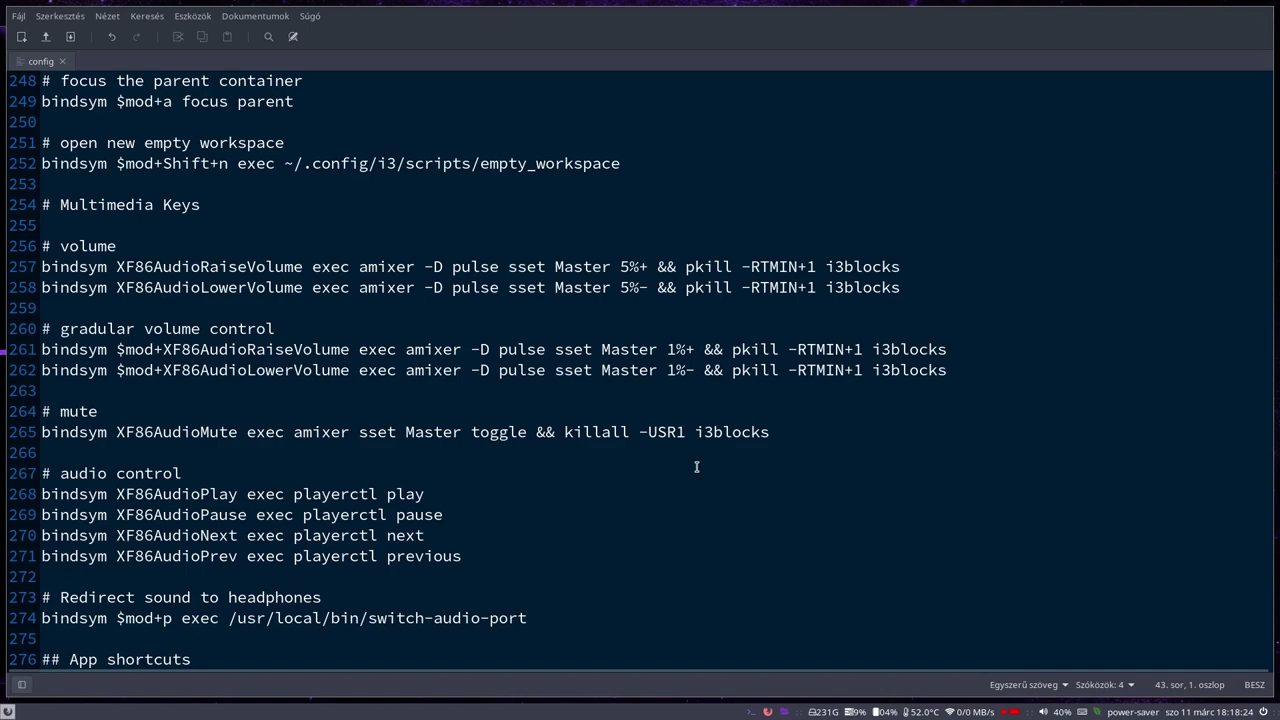 Fájl Szerkesztés Nézet Keresés Eszközök Dokumentumok Súgó
config
248 # focus the parent container
249 bindsym $mod+a focus parent
250
251 # open new empty workspace
252 bindsym $mod+Shift+n exec ~/.config/i3/scripts/empty_workspace
253
254 # Multimedia Keys
255
256 # volume
257 bindsym XF86AudioRaiseVolume exec amixer -D pulse sset Master 5%+ && pkill -RTMIN+1 i3blocks
258 bindsym XF86AudioLowerVolume exec amixer -D pulse sset Master 5%- && pkill -RTMIN+1 i3blocks
259
260 # gradular volume control
261 bindsym $mod+XF86AudioRaiseVolume exec amixer -D pulse sset Master 1%+ && pkill -RTMIN+1 i3blocks
262 bindsym $mod+XF86AudioLowerVolume exec amixer -D pulse sset Master 1%- && pkill -RTMIN+1 i3blocks
263
264 # mute
265 bindsym XF86AudioMute exec amixer sset Master toggle && killall -USR1 i3blocks
266
267 # audio control
268 bindsym XF86AudioPlay exec playerctl play
269 bindsym XF86AudioPause exec playerctl pause
270 bindsym XF86AudioNext exec playerctl next
271 bindsym XF86AudioPrev exec playerctl previous
272
273 # Redirect sound to headphones
274 bindsym $mod+p exec /usr/local/bin/switch-audio-port
275
276 ## App shortcuts
Egyszerű szöveg Szóközök: 4 43. sor, 1. oszlop BESZ
231G 9% 04% 52.0°C 0/0 MB/s 40% power-saver szo 11 márc 18:18:24